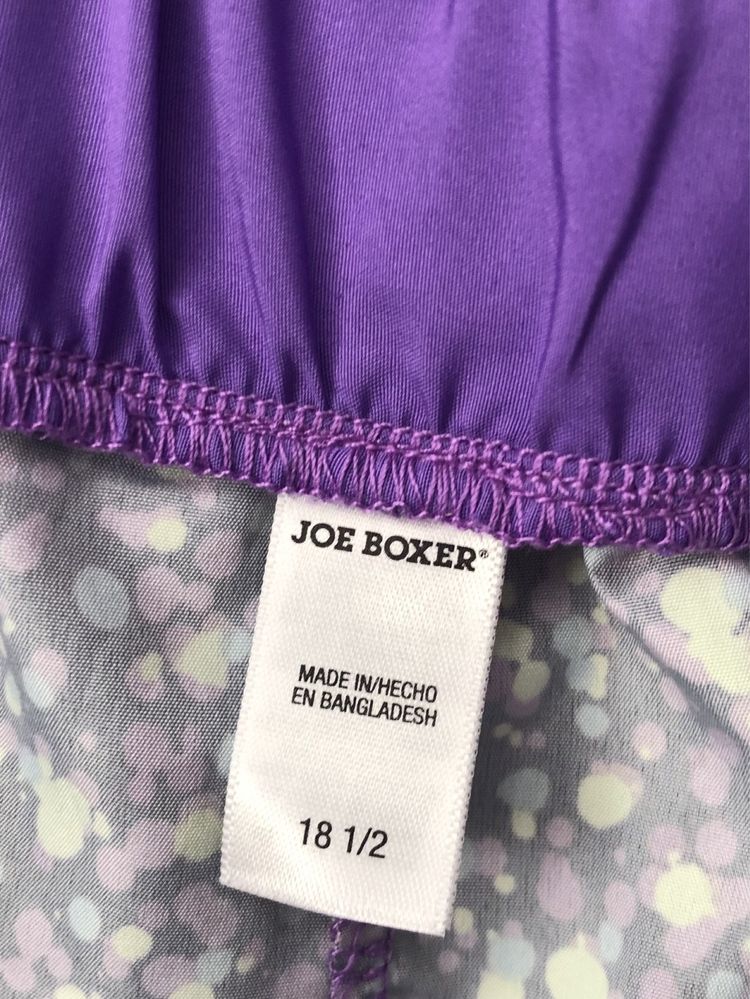 JOE BOXER®
MADE IN/HECHO
EN BANGLADESH
18 1/2